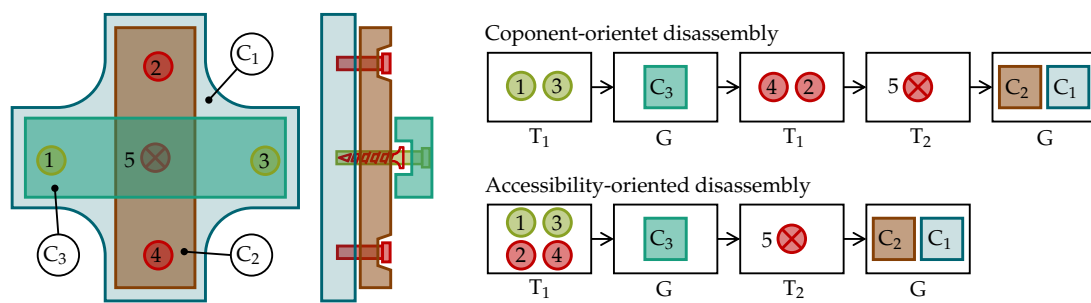 2
C1
1
5
3
C3
4
C2
Coponent-orientet disassembly
1 3
C3
4 2
5
C2 C1
T1
G
T1
T2
G
Accessibility-oriented disassembly
1 3
2 4
C3
5
C2 C1
T1
G
T2
G